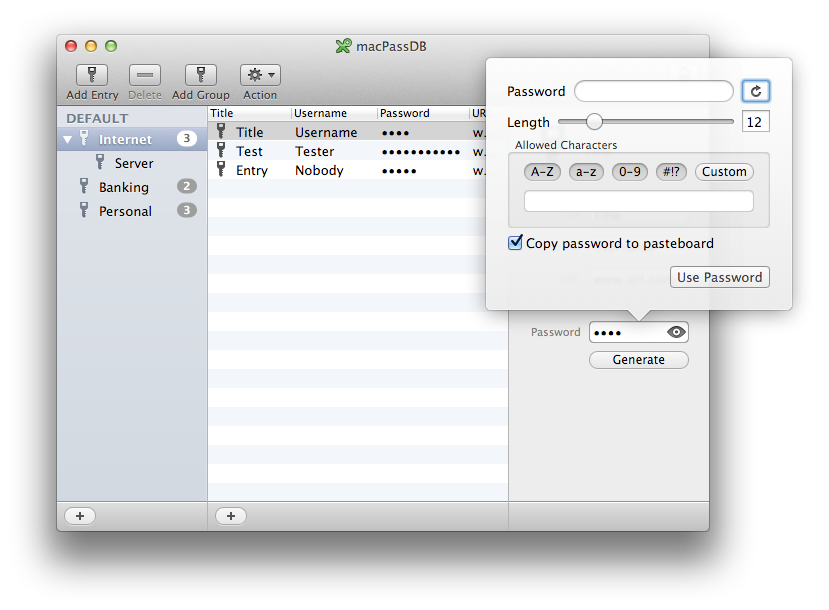 macPassDB
Add Entry Delete Add Group Action
DEFAULT
Internet 3
Server
Banking 2
Personal 3
Title Username Password UR
Title Username •••• w.
Test Tester ••••••••••• w.
Entry Nobody ••••• w.
Password
Length 12
Allowed Characters
A-Z a-z 0-9 #!? Custom
Copy password to pasteboard
Use Password
Password ••••
Generate
+ +